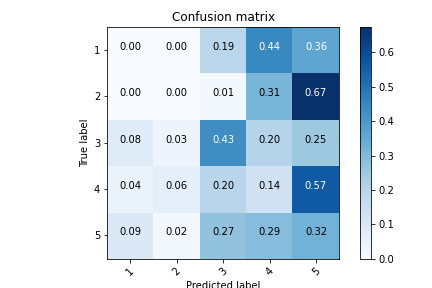 Confusion matrix
1 0.00 0.00 0.19 0.44 0.36
2 0.00 0.00 0.01 0.31 0.67
3 0.08 0.03 0.43 0.20 0.25
4 0.04 0.06 0.20 0.14 0.57
5 0.09 0.02 0.27 0.29 0.32
1 2 3 4 5
True label
Predicted label
0.6
0.5
0.4
0.3
0.2
0.1
0.0